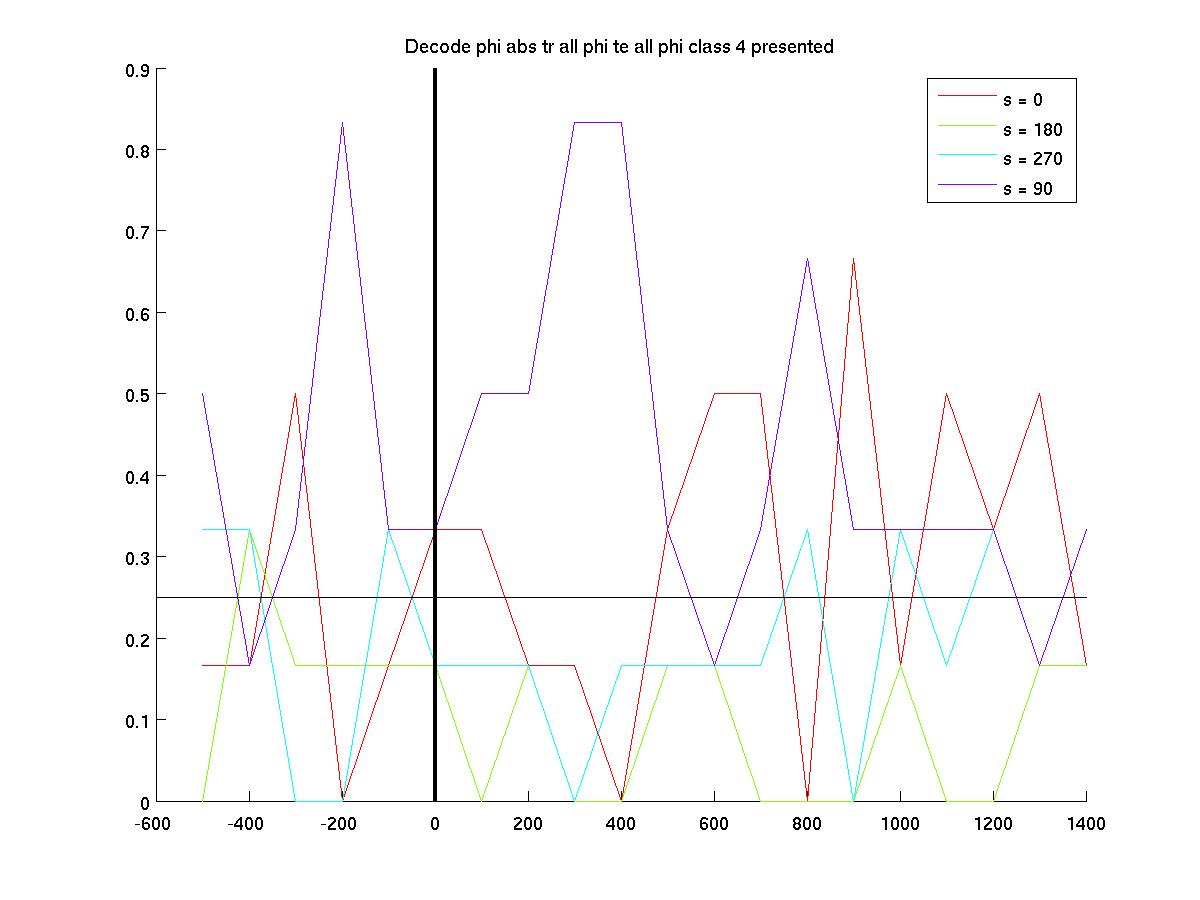 Decode phi abs tr all phi te all phi class 4 presented
0.9
0.8
0.7
0.6
0.5
0.4
0.3
0.2
0.1
0
-600 -400 -200 0 200 400 600 800 1000 1200 1400
s = 0
s = 180
s = 270
s = 90